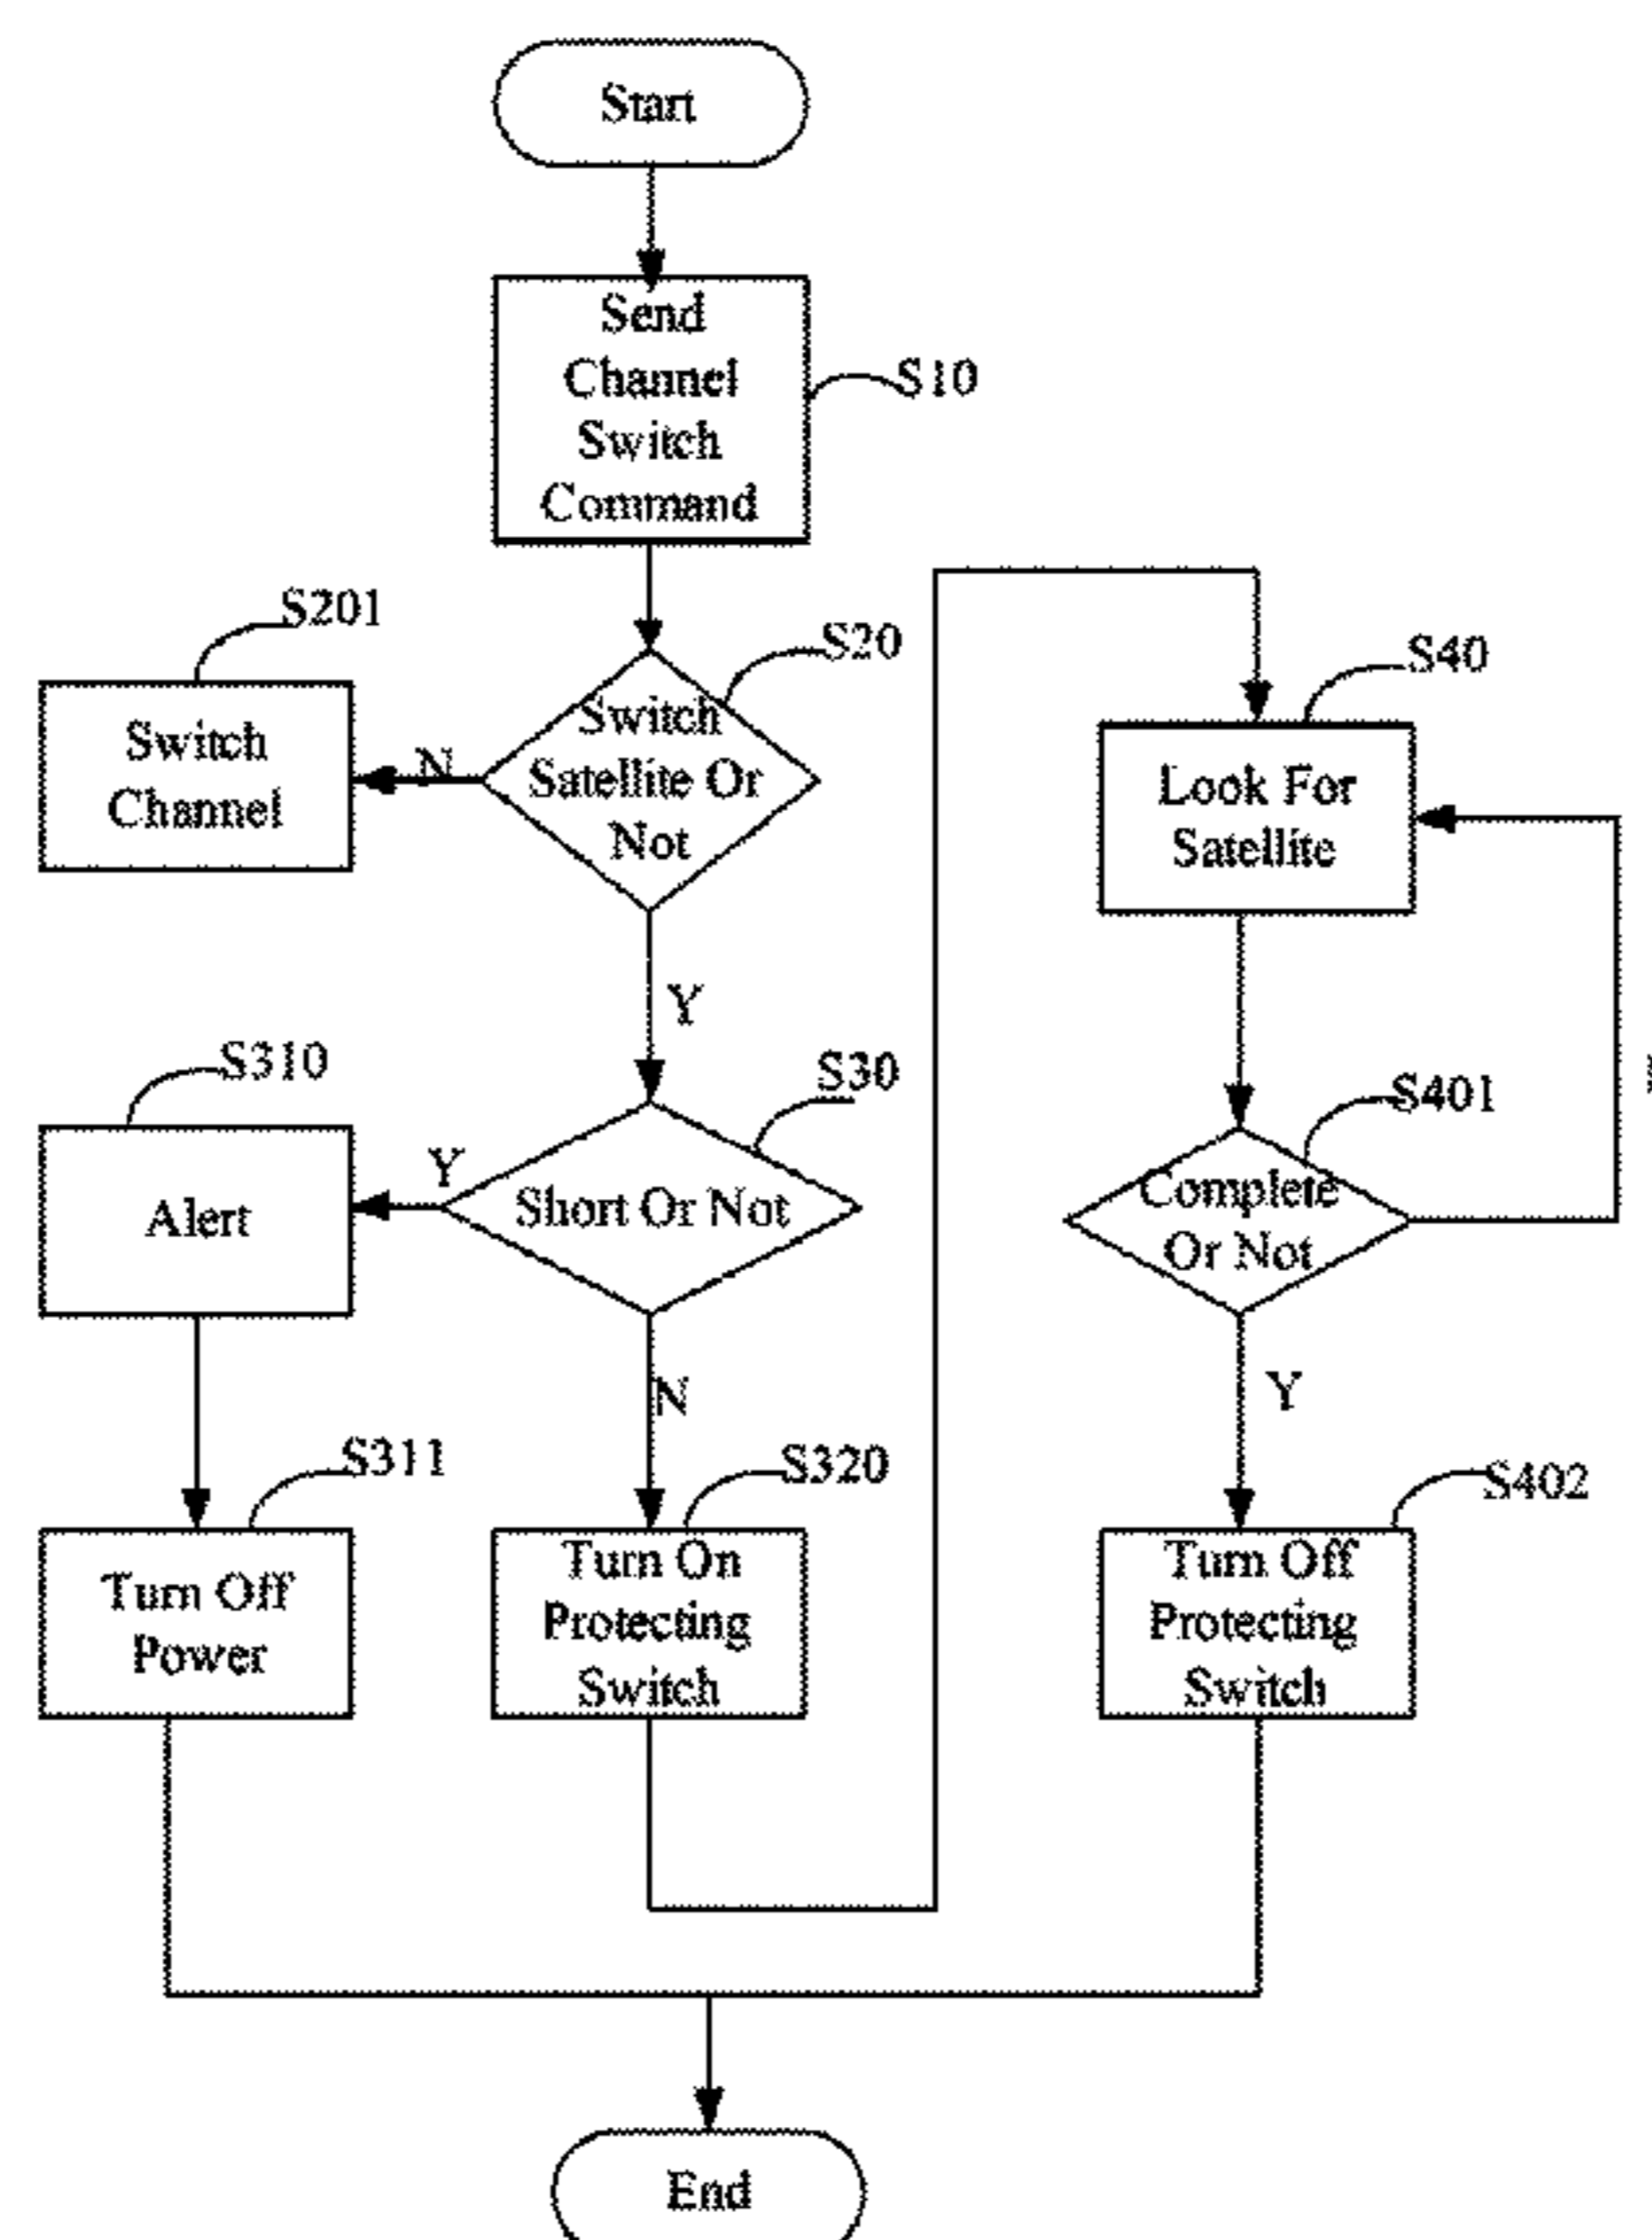 Start
Send
Channel
Switch
Command
S10
S201
S20
Switch
Channel
N
Switch
Satellite Or
Not
S40
Look For
Satellite
Y
S310
S30
Alert
Y
Short Or Not
S401
Complete
Or Not
N
Y
S311
S320
S402
Turn Off
Power
Turn On
Protecting
Switch
Turn Off
Protecting
Switch
End